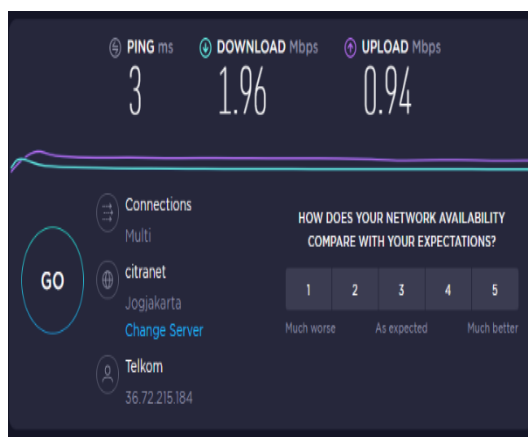 PING ms DOWNLOAD Mbps UPLOAD Mbps
3 1.96 0.94
Connections
Multi
citranet
Jogjakarta
Change Server
Telkom
36.72.215.184
GO
HOW DOES YOUR NETWORK AVAILABILITY
COMPARE WITH YOUR EXPECTATIONS?
1 2 3 4 5
Much worse As expected Much better